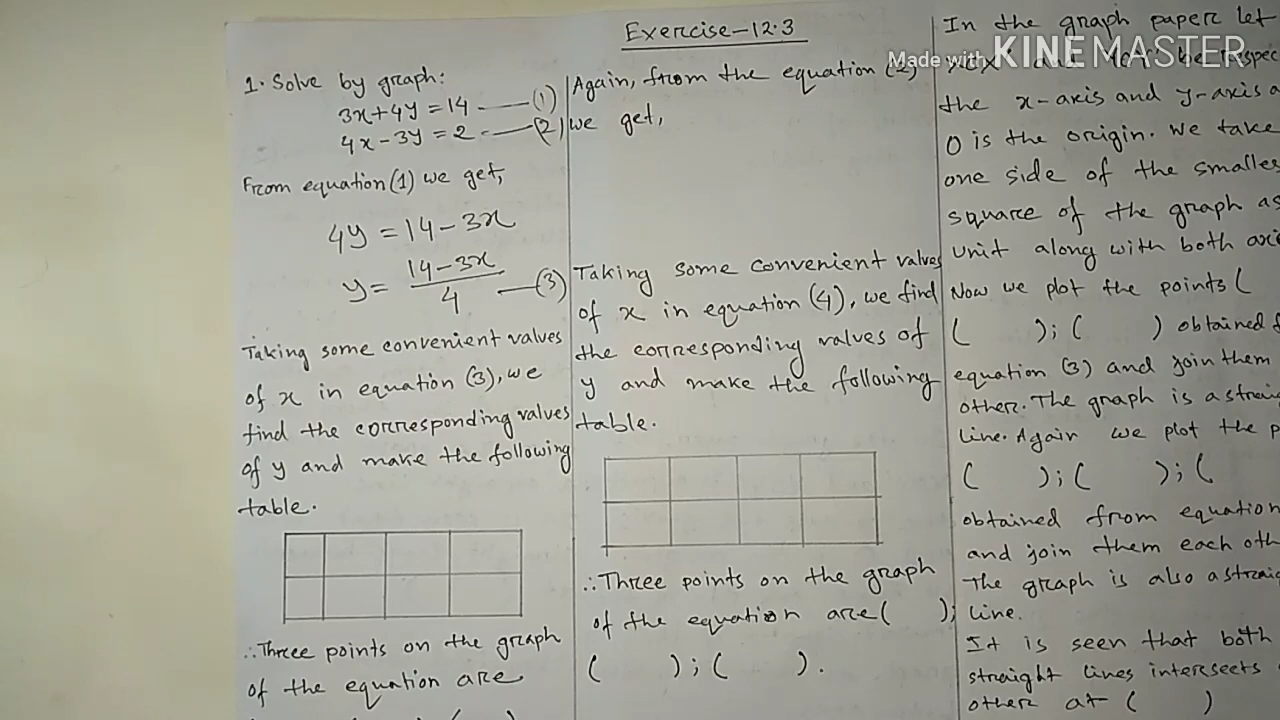 Exercise-12.3
Made with KINEMASTER
1. Solve by graph:
3x+4y=14 —(1)
4x-3y=2 —(2)
From equation(1) we get,
4y=14-3x
y= 14-3x/4 —(3)
Taking some convenient values
of x in equation (3), we
find the corresponding values
of y and make the following
table.
∴Three points on the graph
of the equation are
Again, from the equation (2)
we get,
Taking some convenient values
of x in equation (4), we find
the corresponding values of
y and make the following
table.
∴Three points on the graph
of the equation are( );
( );( ).
In the graph paper let
and be
the x-axis and y-axis
O is the origin. We take
one side of the
square of the graph as
unit along with both
Now we plot the points (
( );( ) obtained
equation (3) and join them
other. The graph is a
line. Again we plot the
( );( );(
obtained from equation
and join them each
The graph is also a
line.
It is seen that both
straight lines intersects
other at ( )